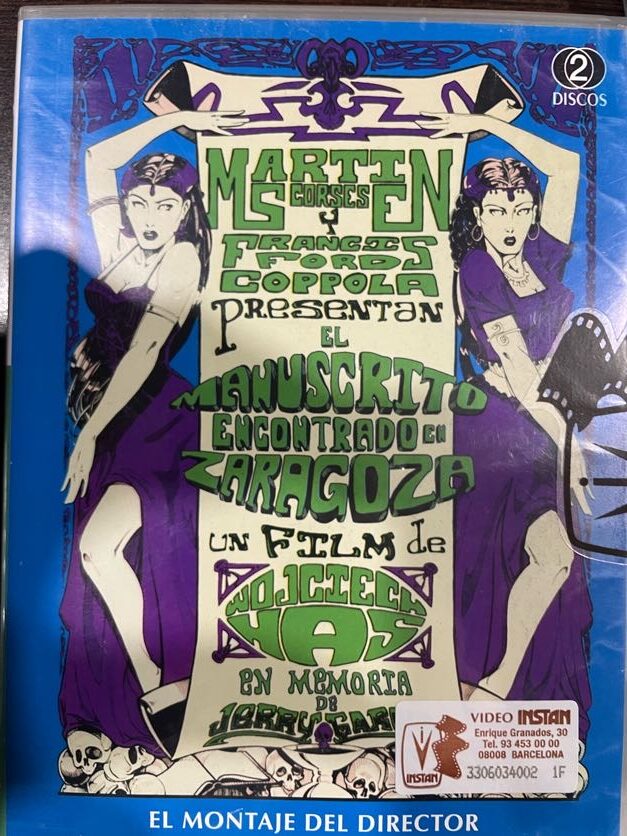 2
DISCOS
MARTIN
SCORSESE
Y
FRANCIS
FORD
COPPOLA
PRESENTAN
EL
MANUSCRITO
ENCONTRADO EN
ZARAGOZA
UN FILM de
WOJCIECH
HAS
EN MEMORIA
DE
JERRY GAR
VIDEO INSTAN
Enrique Granados, 30
Tel. 93 453 00 00
08008 BARCELONA
INSTAN
3306034002 1F
EL MONTAJE DEL DIRECTOR